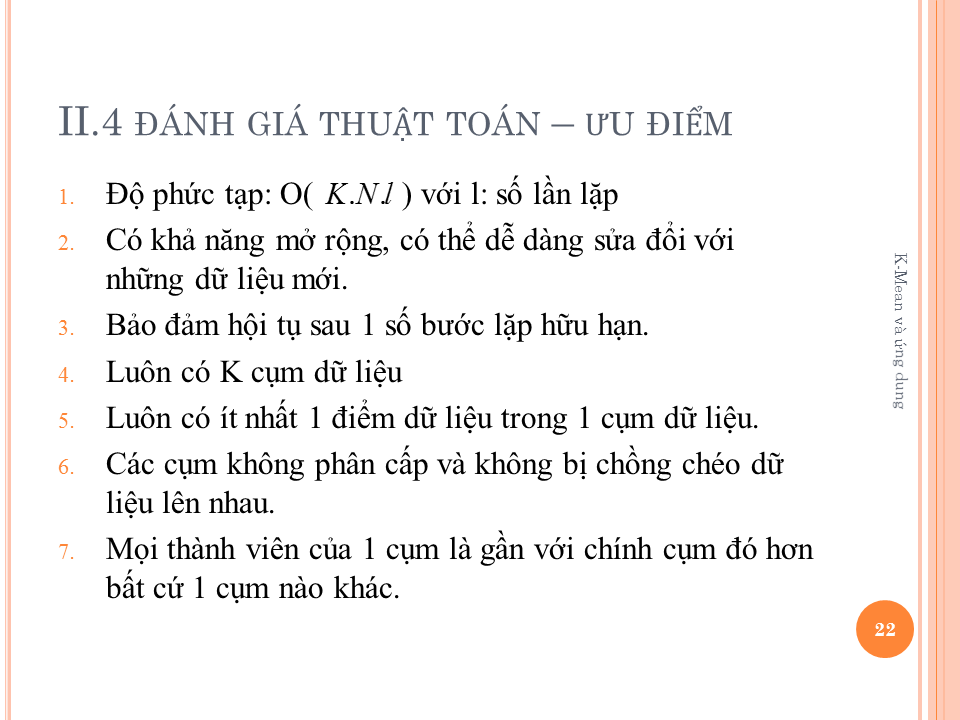 II.4 ĐÁNH GIÁ THUẬT TOÁN – ƯU ĐIỂM
1. Độ phức tạp: O( K.N.l ) với l: số lần lặp
2. Có khả năng mở rộng, có thể dễ dàng sửa đổi với
những dữ liệu mới.
3. Bảo đảm hội tụ sau 1 số bước lặp hữu hạn.
4. Luôn có K cụm dữ liệu
5. Luôn có ít nhất 1 điểm dữ liệu trong 1 cụm dữ liệu.
6. Các cụm không phân cấp và không bị chồng chéo dữ
liệu lên nhau.
7. Mọi thành viên của 1 cụm là gần với chính cụm đó hơn
bất cứ 1 cụm nào khác.
K-Mean và ứng dung
22